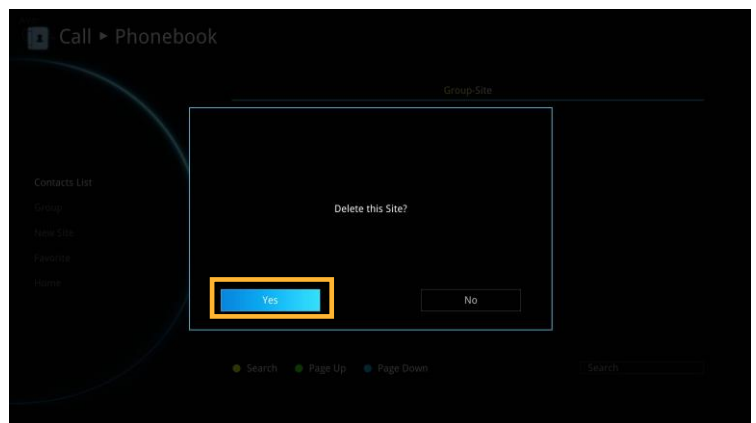 Call ▸ Phonebook
Group-Site
Contacts List
Group
New Site
Favorite
Home
Delete this Site?
Yes
No
Search
Page Up
Page Down
Search